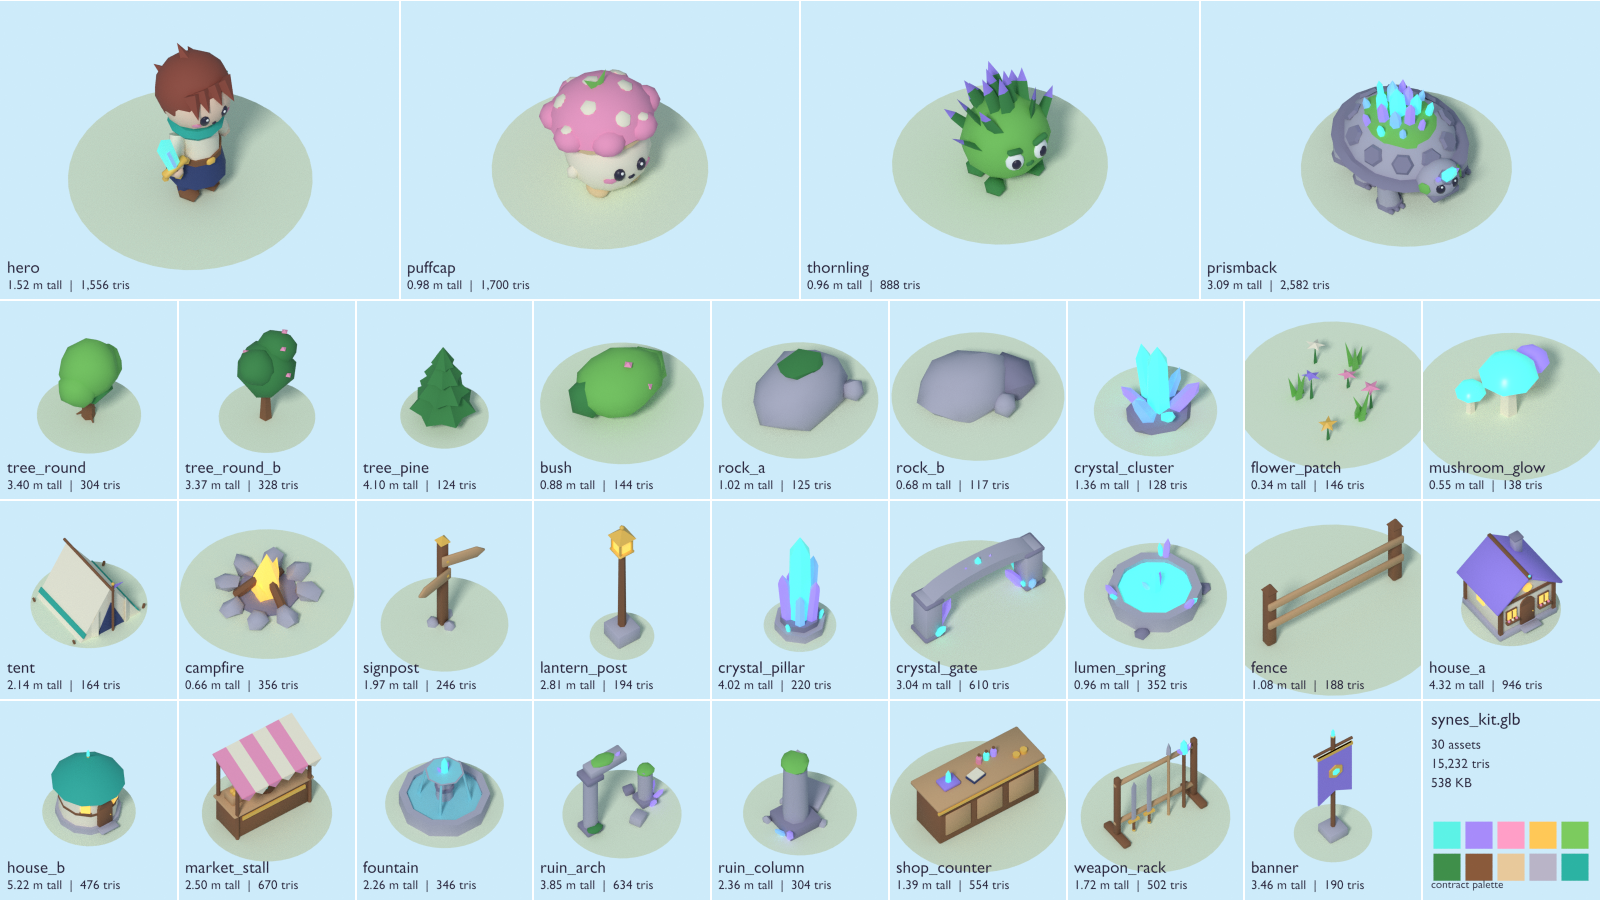 hero
1.52 m tall | 1,556 tris
puffcap
0.98 m tall | 1,700 tris
thornling
0.96 m tall | 888 tris
prismback
3.09 m tall | 2,582 tris
tree_round
3.40 m tall | 304 tris
tree_round_b
3.37 m tall | 328 tris
tree_pine
4.10 m tall | 124 tris
bush
0.88 m tall | 144 tris
rock_a
1.02 m tall | 125 tris
rock_b
0.68 m tall | 117 tris
crystal_cluster
1.36 m tall | 128 tris
flower_patch
0.34 m tall | 146 tris
mushroom_glow
0.55 m tall | 138 tris
tent
2.14 m tall | 164 tris
campfire
0.66 m tall | 356 tris
signpost
1.97 m tall | 246 tris
lantern_post
2.81 m tall | 194 tris
crystal_pillar
4.02 m tall | 220 tris
crystal_gate
3.04 m tall | 610 tris
lumen_spring
0.96 m tall | 352 tris
fence
1.08 m tall | 188 tris
house_a
4.32 m tall | 946 tris
house_b
5.22 m tall | 476 tris
market_stall
2.50 m tall | 670 tris
fountain
2.26 m tall | 346 tris
ruin_arch
3.85 m tall | 634 tris
ruin_column
2.36 m tall | 304 tris
shop_counter
1.39 m tall | 554 tris
weapon_rack
1.72 m tall | 502 tris
banner
3.46 m tall | 190 tris
synes_kit.glb
30 assets
15,232 tris
538 KB
contract palette